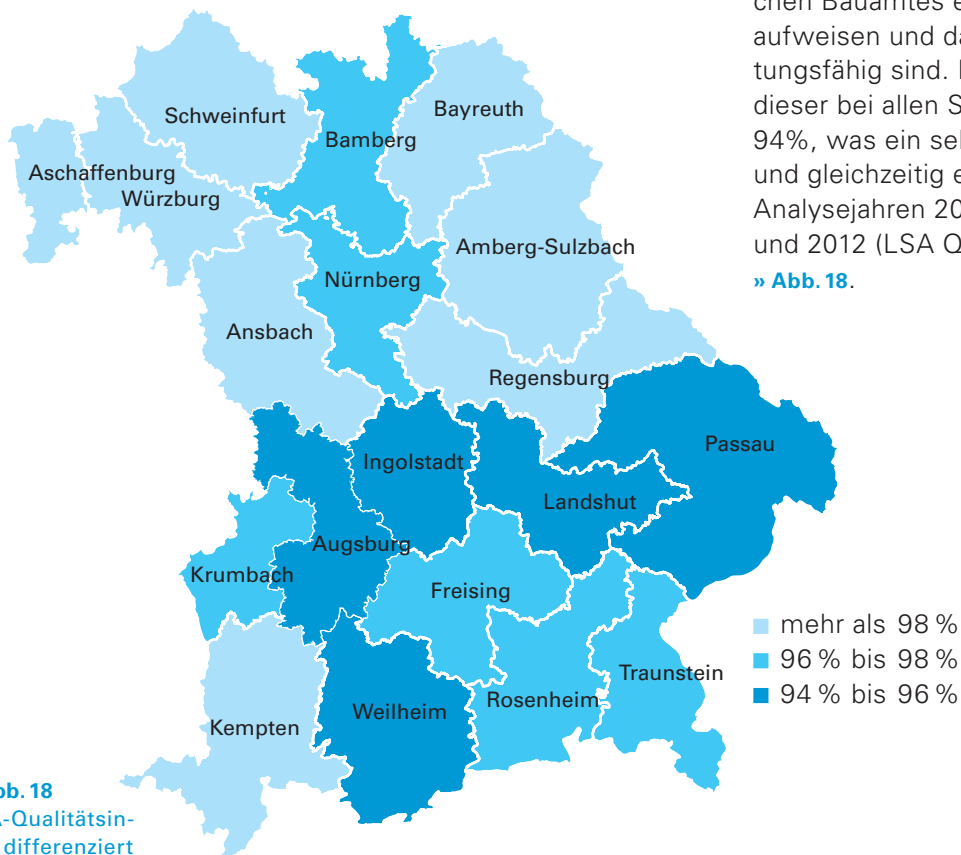 chen Bauamtes e
aufweisen und da
tungsfähig sind.
dieser bei allen S
94%, was ein sel
und gleichzeitig e
Analysejahren 20
und 2012 (LSA Q
» Abb. 18.
Schweinfurt
Bayreuth
Bamberg
Aschaffenburg
Würzburg
Amberg-Sulzbach
Nürnberg
Ansbach
Regensburg
Passau
Ingolstadt
Landshut
Augsburg
Krumbach
Freising
Traunstein
Rosenheim
Weilheim
Kempten
mehr als 98 %
96 % bis 98 %
94 % bis 96 %
bb. 18
A-Qualitätsin-
differenziert